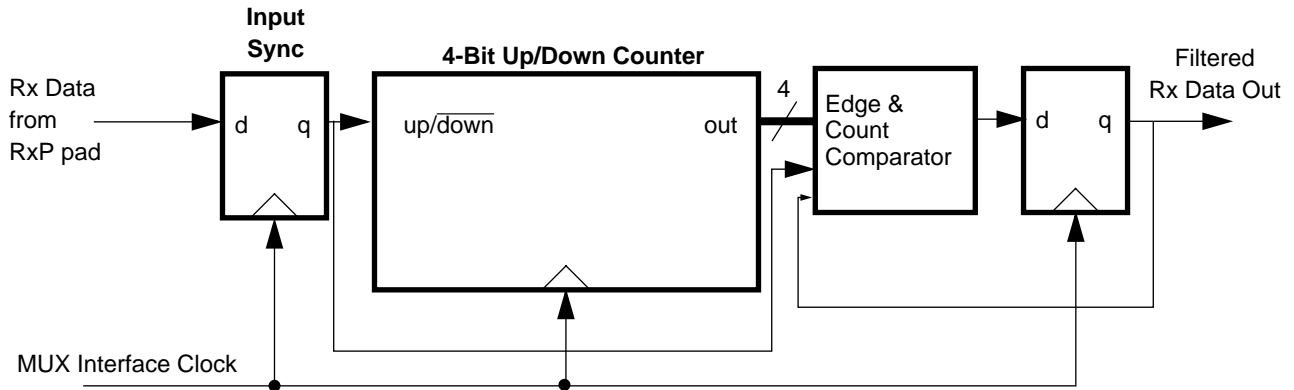 Input
Sync
4-Bit Up/Down Counter
Filtered
Rx Data Out
Rx Data
from
RxP pad
d q
up/down
out
4
Edge &
Count
Comparator
d q
MUX Interface Clock